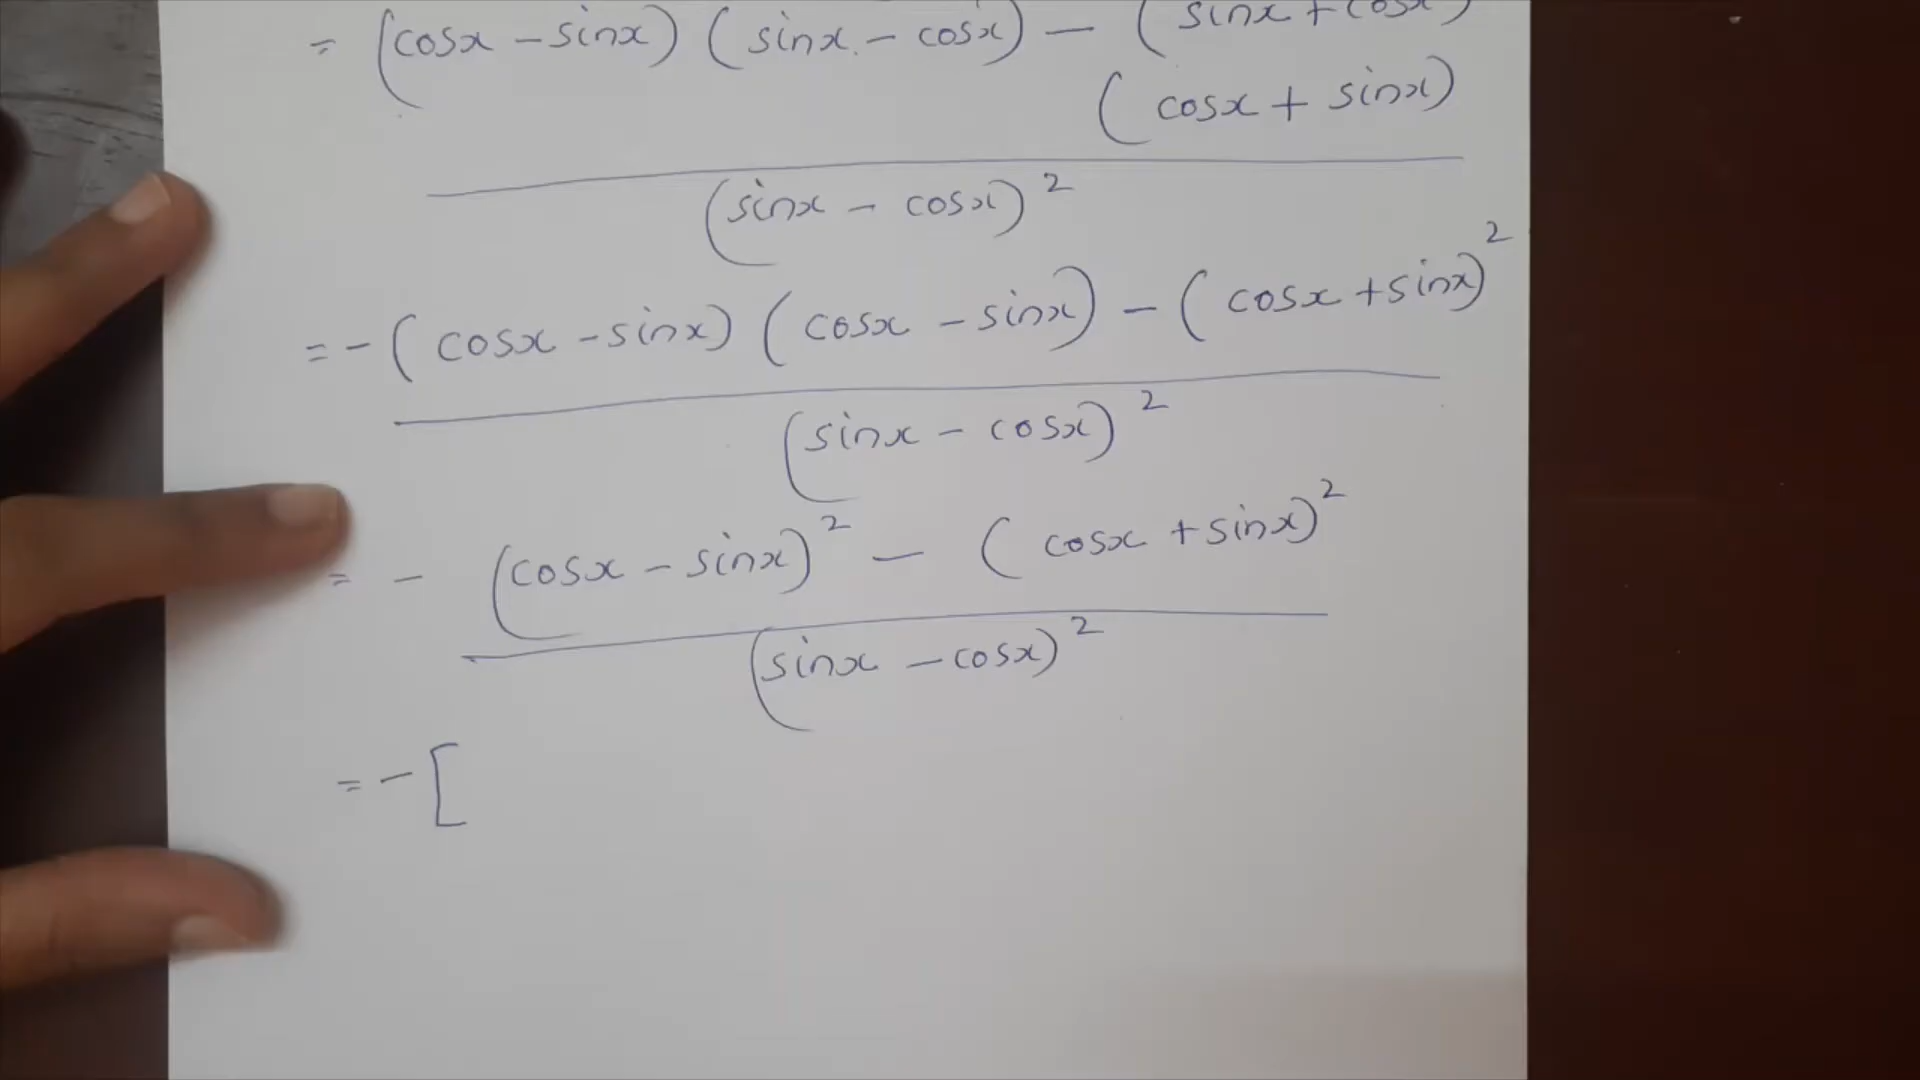 = (cosx - sinx) (sinx - cosx) - (sinx + cosx)
(cosx + sinx)
(sinx - cosx)²
= - (cosx - sinx) (cosx - sinx) - (cosx + sinx)²
(sinx - cosx)²
= - (cosx - sinx)² - (cosx + sinx)²
(sinx - cosx)²
= - [